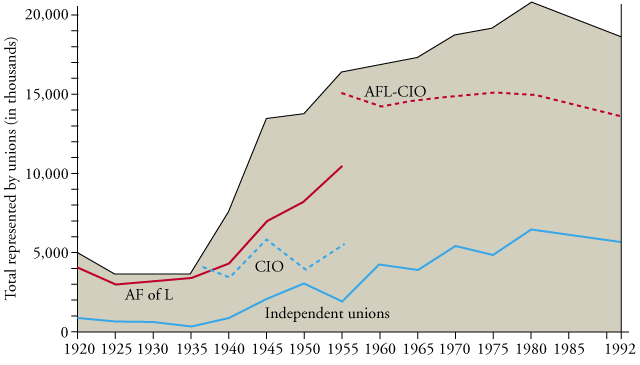 Total represented by unions (in thousands)
20,000
15,000
10,000
5,000
0
AFL-CIO
CIO
AF of L
Independent unions
1920 1925 1930 1935 1940 1945 1950 1955 1960 1965 1970 1975 1980 1985 1992